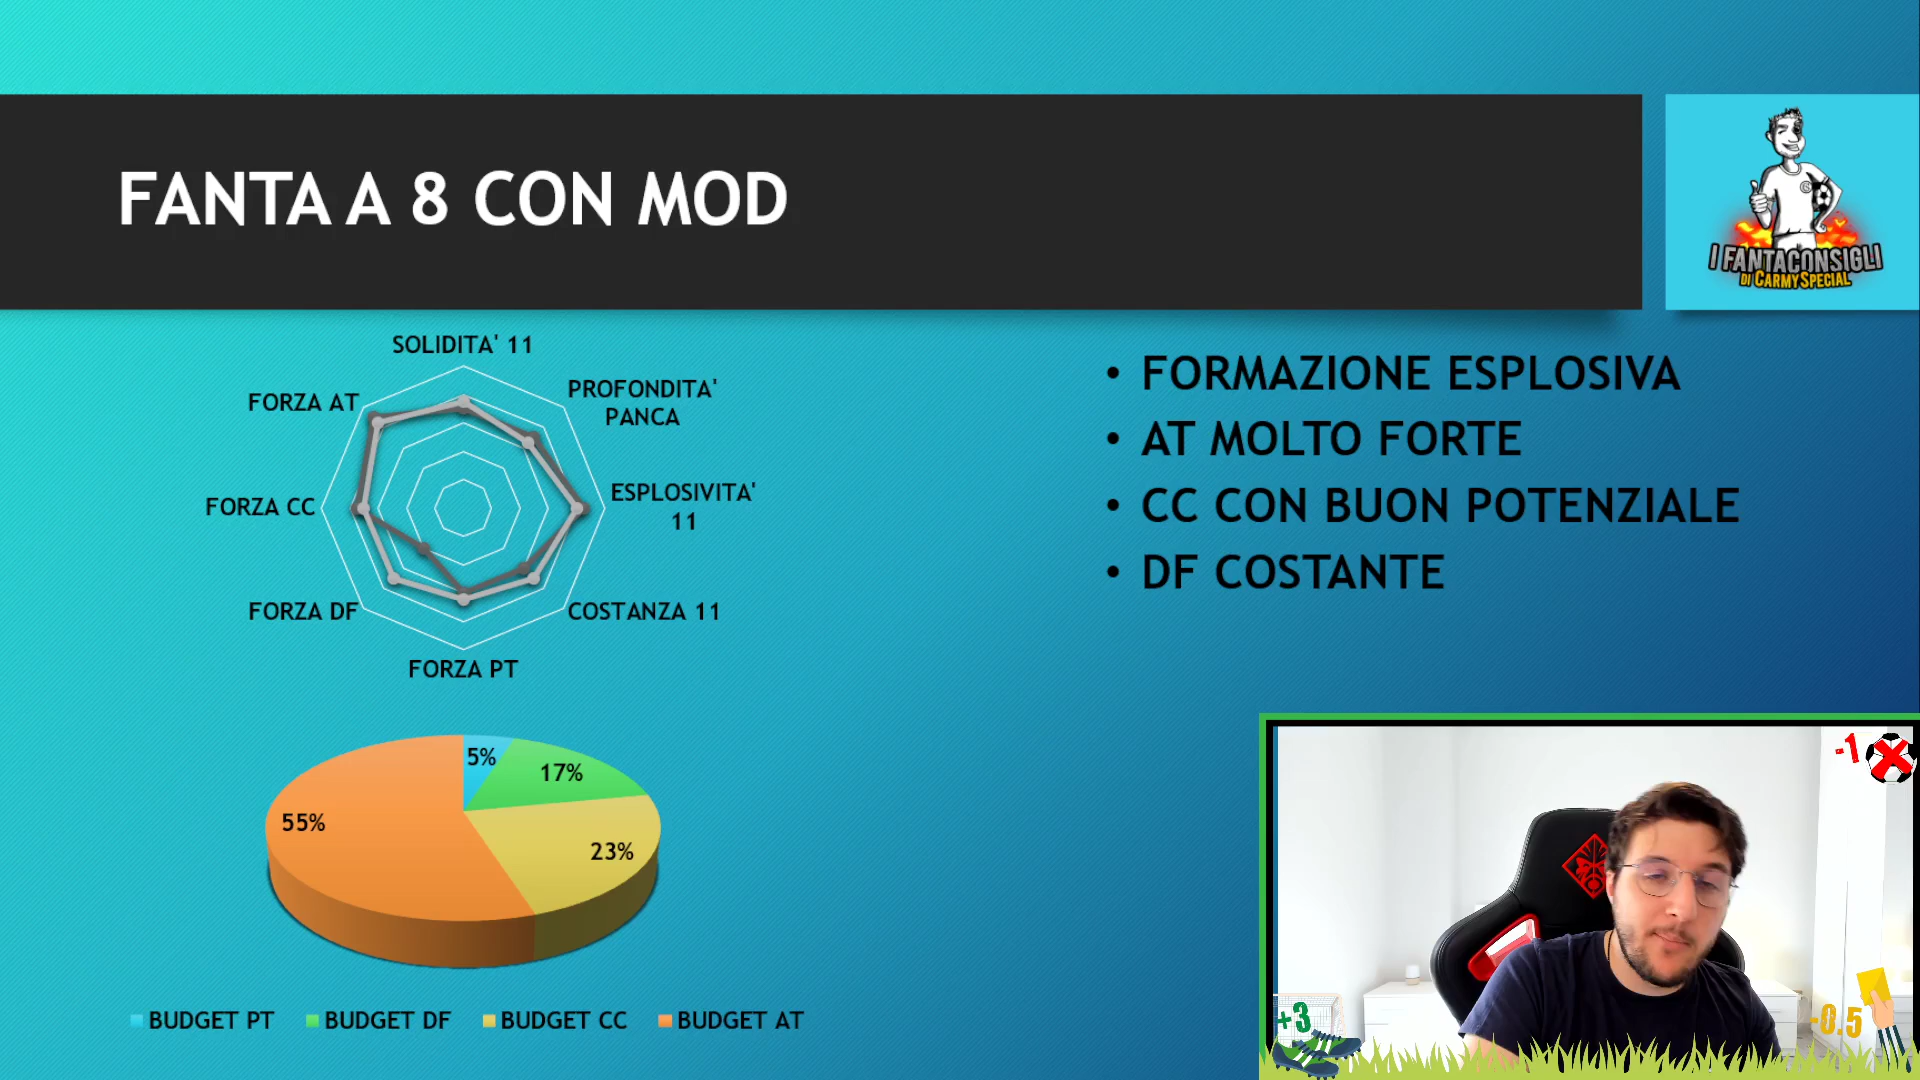 FANTA A 8 CON MOD
I FANTACONSIGLI
DI CARMYSPECIAL
SOLIDITA' 11
PROFONDITA'
PANCA
ESPLOSIVITA'
11
COSTANZA 11
FORZA PT
FORZA DF
FORZA CC
FORZA AT
• FORMAZIONE ESPLOSIVA
• AT MOLTO FORTE
• CC CON BUON POTENZIALE
• DF COSTANTE
5%
17%
23%
55%
BUDGET PT
BUDGET DF
BUDGET CC
BUDGET AT
-1
+3
-0.5